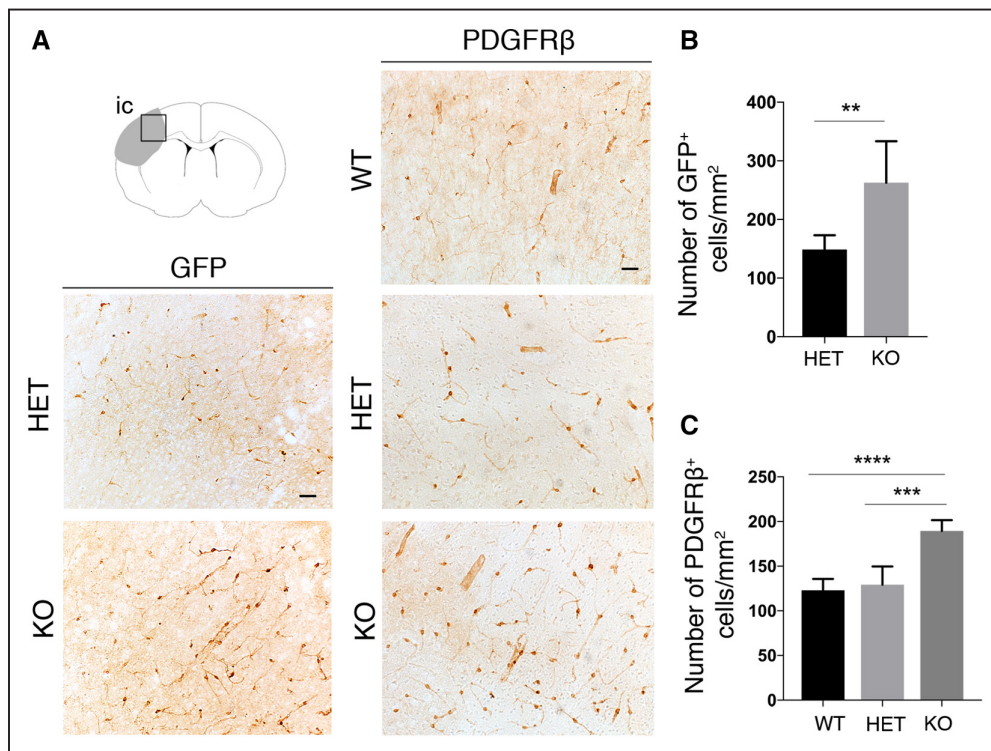 A
ic
PDGFRβ
WT
GFP
HET
HET
KO
KO
B
Number of GFP⁺
cells/mm²
400
300
200
100
0
**
HET
KO
C
Number of PDGFRβ⁺
cells/mm²
250
200
150
100
50
0
****
***
WT
HET
KO